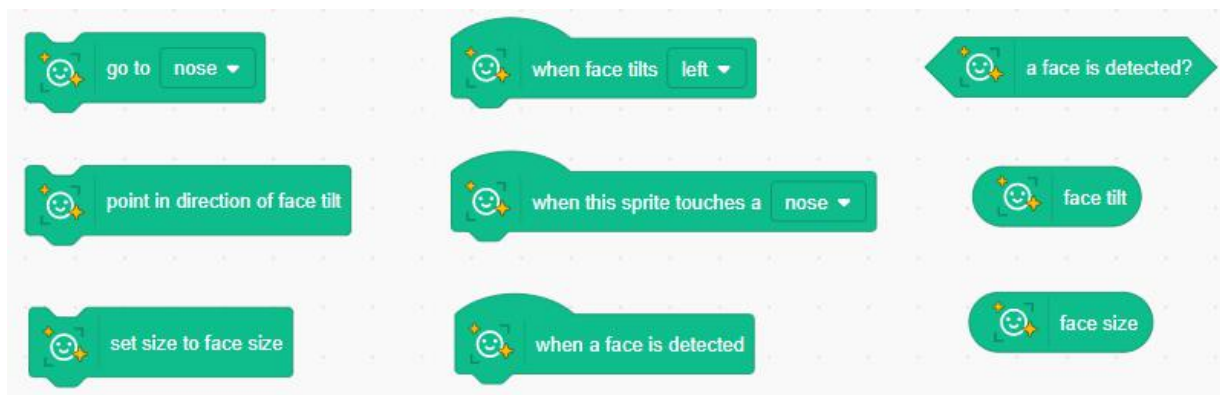 go to nose
when face tilts left
a face is detected?
point in direction of face tilt
when this sprite touches a nose
face tilt
set size to face size
when a face is detected
face size